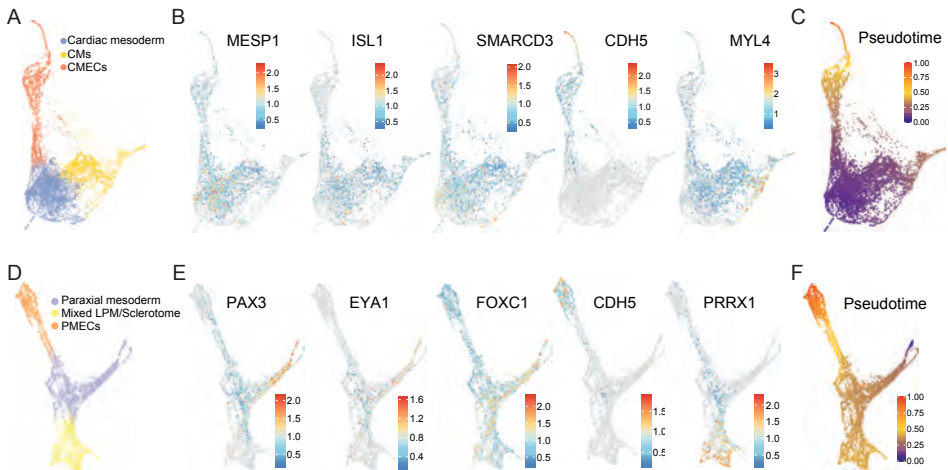 A
Cardiac mesoderm
CMs
CMECs
B
MESP1
2.0
1.5
1.0
0.5
ISL1
2.0
1.5
1.0
0.5
SMARCD3
2.0
1.5
1.0
0.5
CDH5
2.0
1.5
1.0
0.5
MYL4
3
2
1
C
Pseudotime
1.00
0.75
0.50
0.25
0.00
D
Paraxial mesoderm
Mixed LPM/Sclerotome
PMECs
E
PAX3
2.0
1.5
1.0
0.5
EYA1
1.6
1.2
0.8
0.4
FOXC1
2.0
1.5
1.0
0.5
CDH5
1.5
1.0
0.5
PRRX1
2.0
1.5
1.0
0.5
F
Pseudotime
1.00
0.75
0.50
0.25
0.00